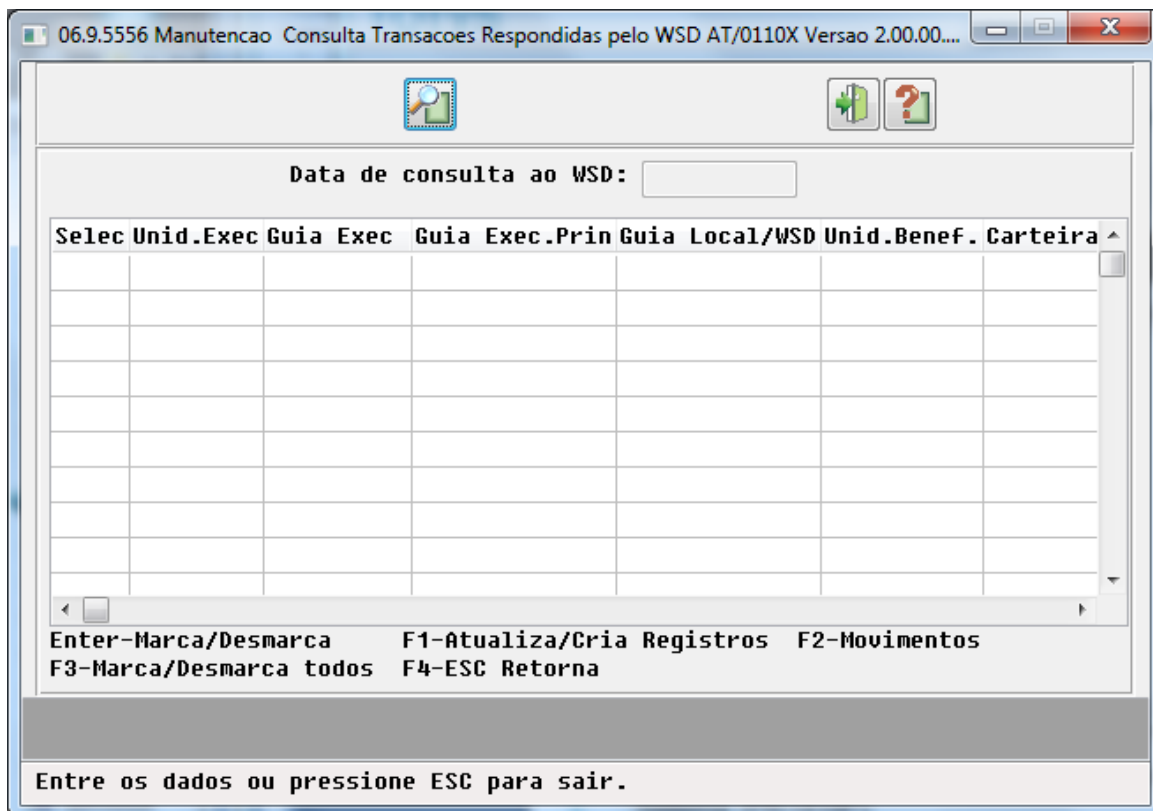 06.9.5556 Manutencao Consulta Transacoes Respondidas pelo WSD AT/0110X Versao 2.00.00....
Data de consulta ao WSD:
Selec Unid.Exec Guia Exec Guia Exec.Prin Guia Local/WSD Unid.Benef. Carteira
Enter-Marca/Desmarca F1-Atualiza/Cria Registros F2-Movimentos
F3-Marca/Desmarca todos F4-ESC Retorna
Entre os dados ou pressione ESC para sair.